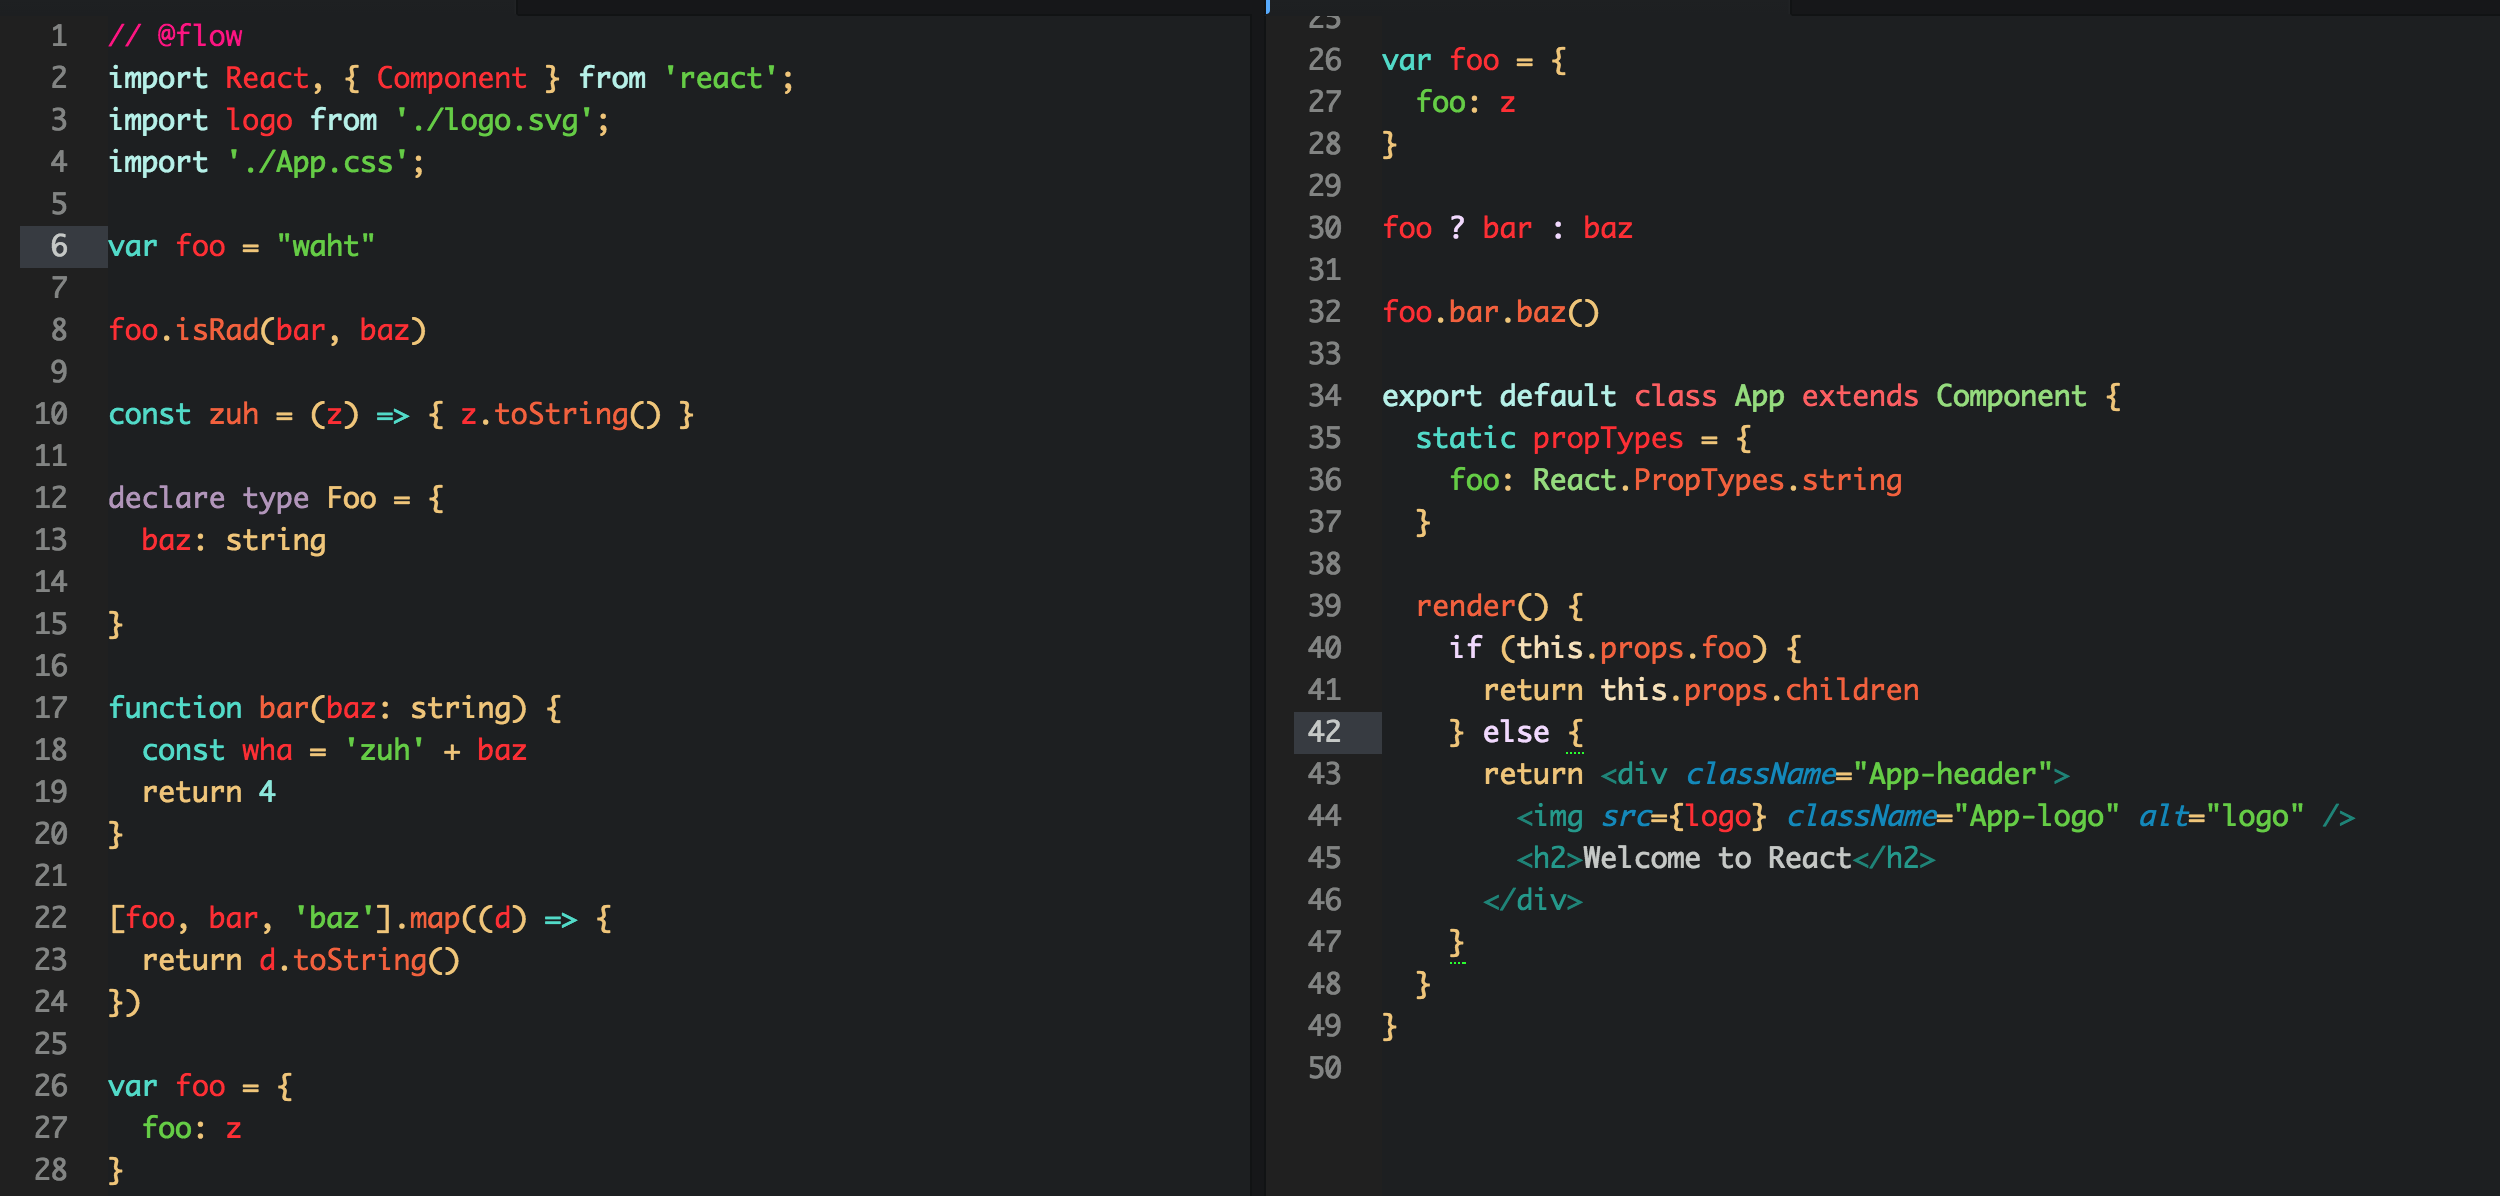 1 // @flow
2 import React, { Component } from 'react';
3 import logo from './logo.svg';
4 import './App.css';
5
6 var foo = "waht"
7
8 foo.isRad(bar, baz)
9
10 const zuh = (z) => { z.toString() }
11
12 declare type Foo = {
13   baz: string
14
15 }
16
17 function bar(baz: string) {
18   const wha = 'zuh' + baz
19   return 4
20 }
21
22 [foo, bar, 'baz'].map((d) => {
23   return d.toString()
24 })
25
26 var foo = {
27   foo: z
28 }
25
26 var foo = {
27   foo: z
28 }
29
30 foo ? bar : baz
31
32 foo.bar.baz()
33
34 export default class App extends Component {
35   static propTypes = {
36     foo: React.PropTypes.string
37   }
38
39   render() {
40     if (this.props.foo) {
41       return this.props.children
42     } else {
43       return <div className="App-header">
44         <img src={logo} className="App-logo" alt="logo" />
45         <h2>Welcome to React</h2>
46       </div>
47     }
48   }
49 }
50